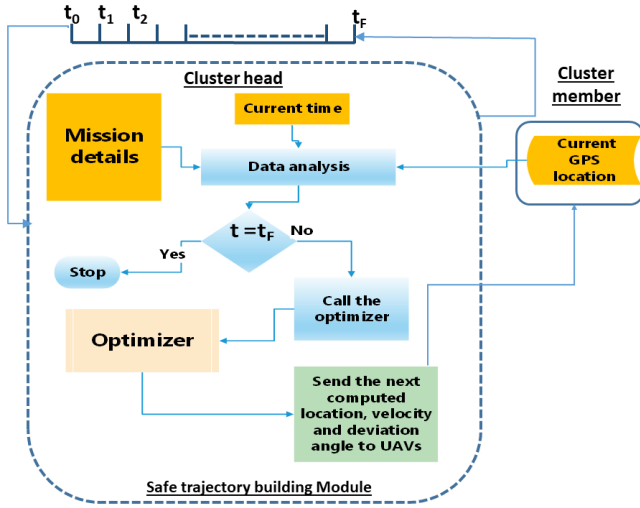 t0 t1 t2 tF
Cluster head
Cluster
member
Current time
Mission
details
Data analysis
Current
GPS
location
t =tF
No
Yes
Stop
Call the
optimizer
Optimizer
Send the next
computed
location, velocity
and deviation
angle to UAVs
Safe trajectory building Module